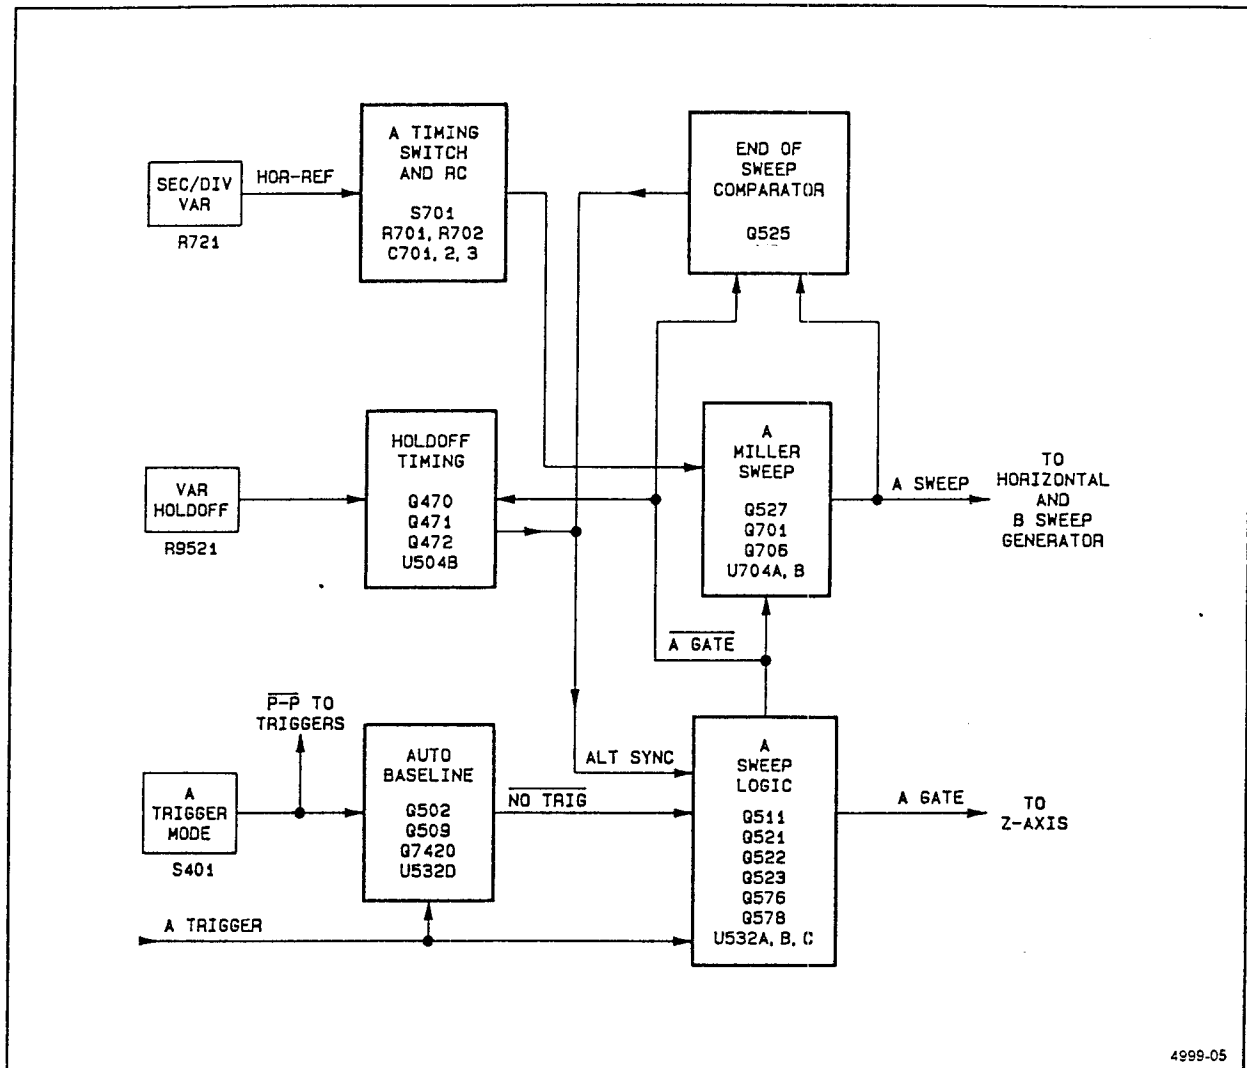 A TIMING
SWITCH
AND RC
S701
R701, R702
C701, 2, 3
END OF
SWEEP
COMPARATOR
Q525
SEC/DIV
VAR
R721
HOR-REF
HOLDOFF
TIMING
Q470
Q471
Q472
U504B
A
MILLER
SWEEP
Q527
Q701
Q706
U704A, B
VAR
HOLDOFF
R9521
A SWEEP
TO
HORIZONTAL
AND
B SWEEP
GENERATOR
A GATE
P-P TO
TRIGGERS
AUTO
BASELINE
Q502
Q509
Q7420
U532D
ALT SYNC
NO TRIG
A
SWEEP
LOGIC
Q511
Q521
Q522
Q523
Q576
Q578
U532A, B, C
A
TRIGGER
MODE
S401
A GATE
TO
Z-AXIS
A TRIGGER
4999-05